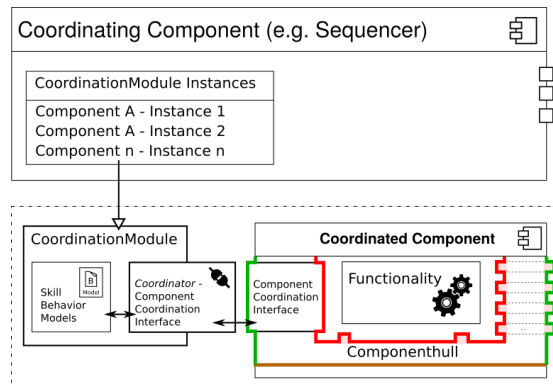 Coordinating Component (e.g. Sequencer)
CoordinationModule Instances
Component A - Instance 1
Component A - Instance 2
Component n - Instance n
CoordinationModule
B
Model
Skill
Behavior
Models
Coordinator -
Component
Coordination
Interface
Coordinated Component
Component
Coordination
Interface
Functionality
...
Componenthull